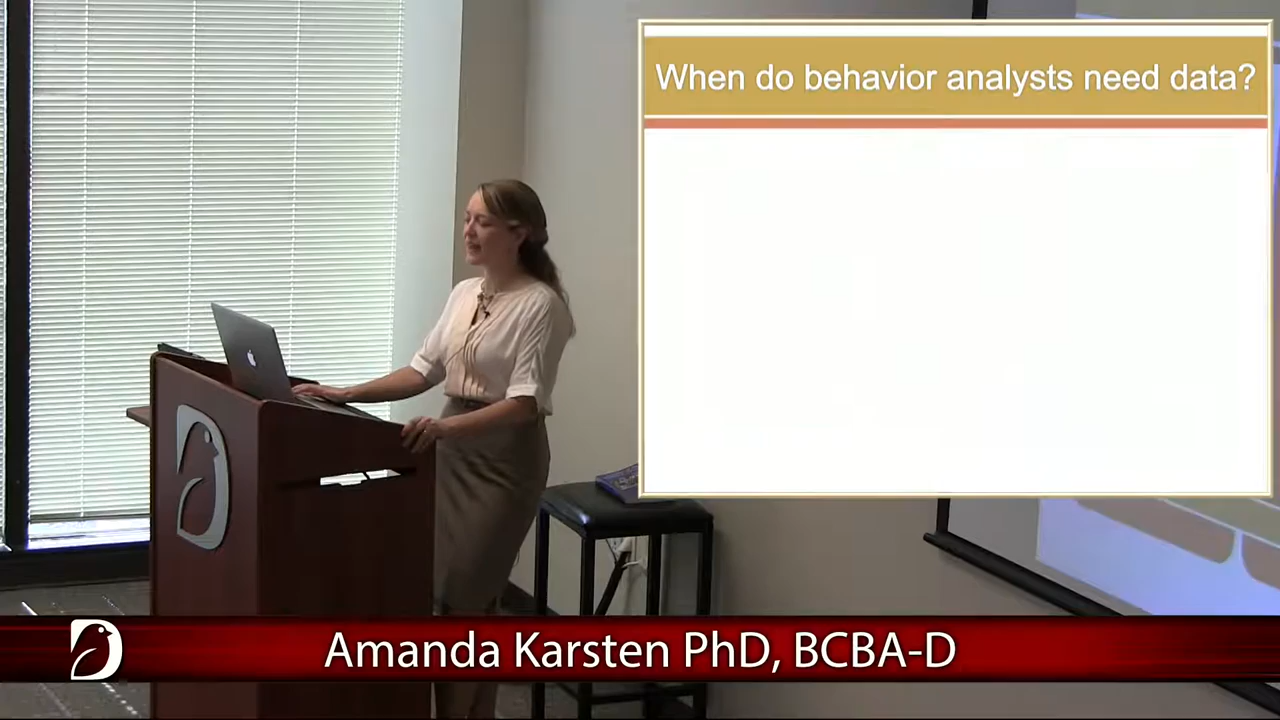 When do behavior analysts need data?
Amanda Karsten PhD, BCBA-D